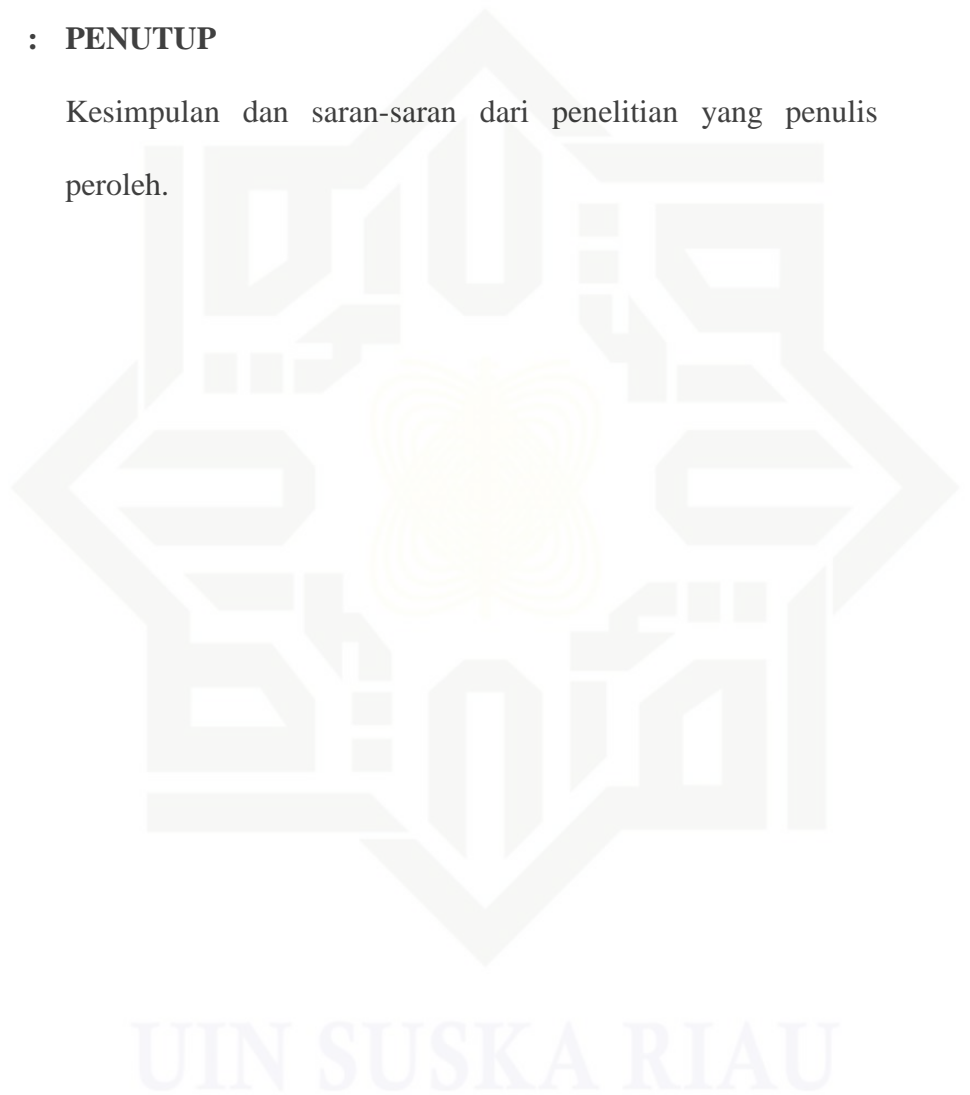 : PENUTUP
Kesimpulan dan saran-saran dari penelitian yang penulis
peroleh.
UIN SUSKA RIAU